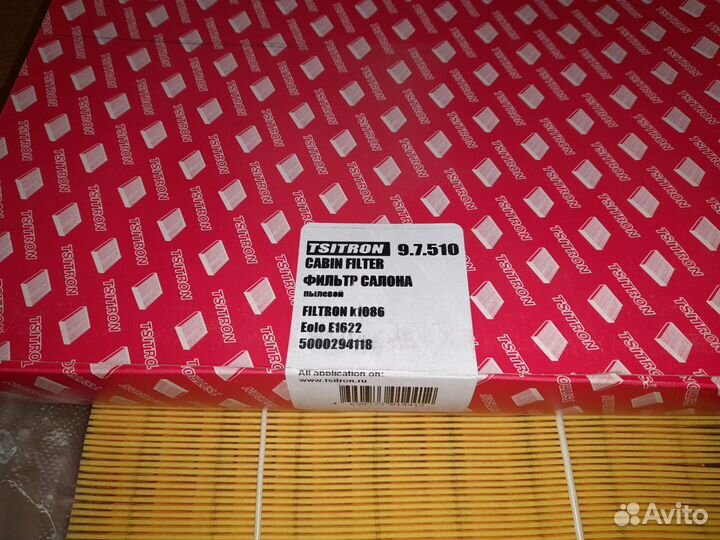 TSITRON 9.7.510
CABIN FILTER
ФИЛЬТР САЛОНА
пылевой
FILTRON k1086
Eolo E1622
5000294118
All application on:
www.tsitron.ru
TSITRON
Avito